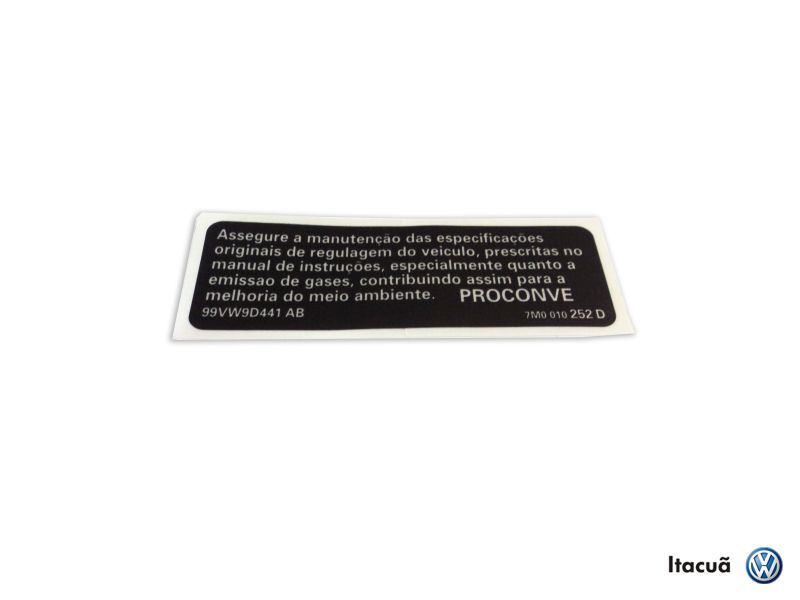 Assegure a manutenção das especificações
originais de regulagem do veiculo, prescritas no
manual de instruções, especialmente quanto a
emissao de gases, contribuindo assim para a
melhoria do meio ambiente. PROCONVE
99VW9D441 AB 7M0 010 252 D
Itacuã